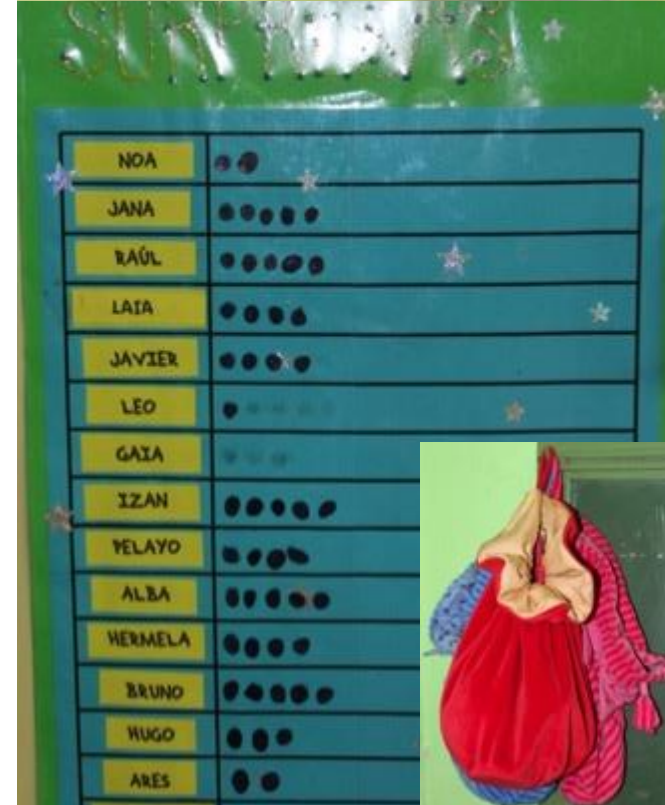 NOA
JANA
RAÚL
LAIA
JAVIER
LEO
GAIA
IZAN
PELAYO
ALBA
HERMELA
BRUNO
HUGO
ARES